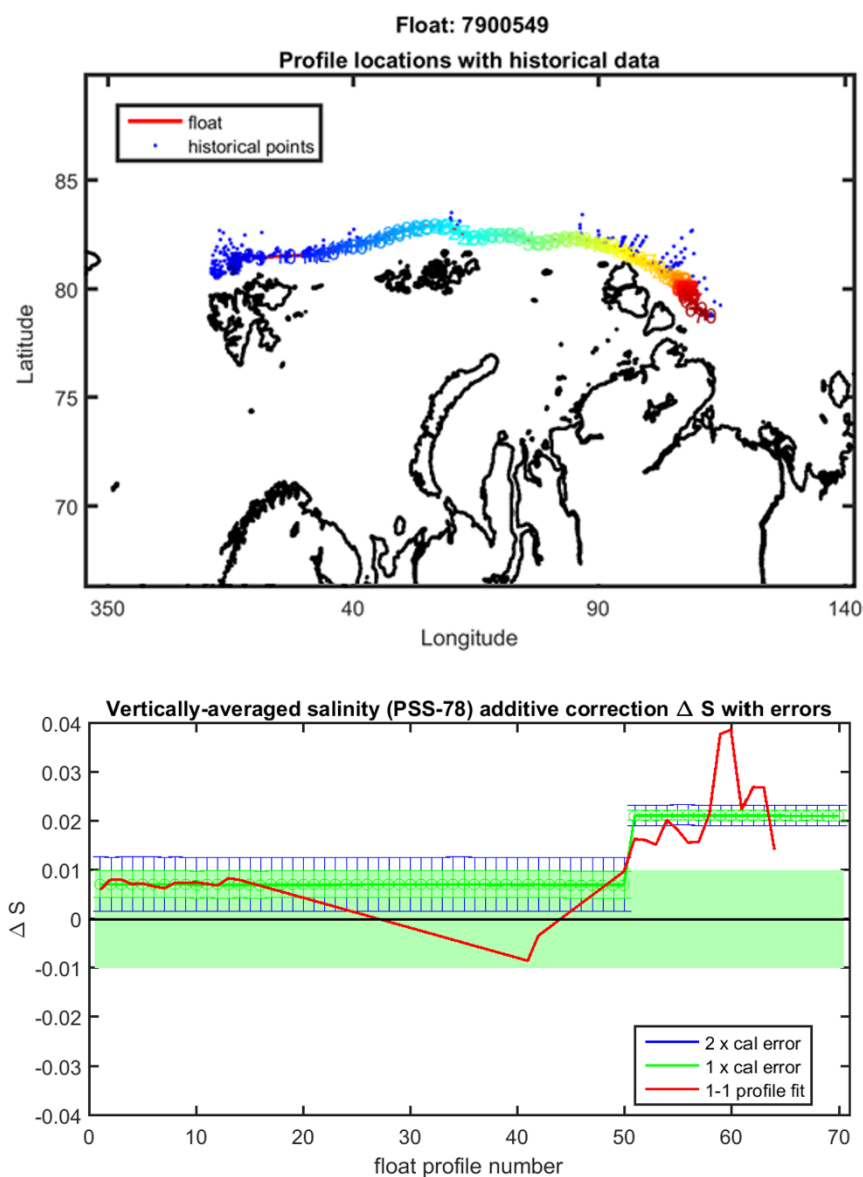 Float: 7900549
Profile locations with historical data
float
historical points
85
80
75
70
Latitude
350
40
90
140
Longitude
Vertically-averaged salinity (PSS-78) additive correction Δ S with errors
0.04
0.03
0.02
0.01
0
-0.01
-0.02
-0.03
-0.04
Δ S
2 x cal error
1 x cal error
1-1 profile fit
0
10
20
30
40
50
60
70
float profile number